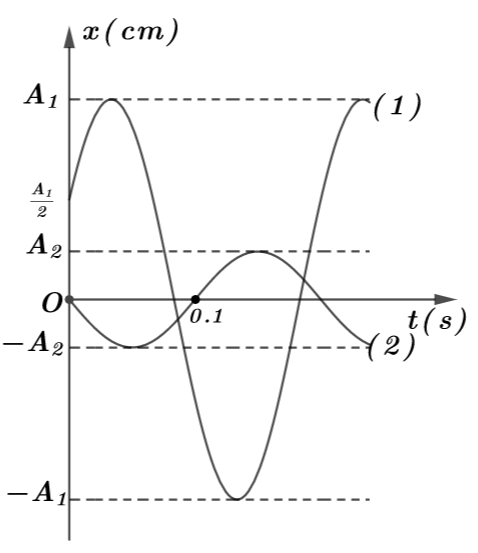 x(cm)
A₁
(1)
A₁/2
A₂
O
0.1
t(s)
−A₂
(2)
−A₁